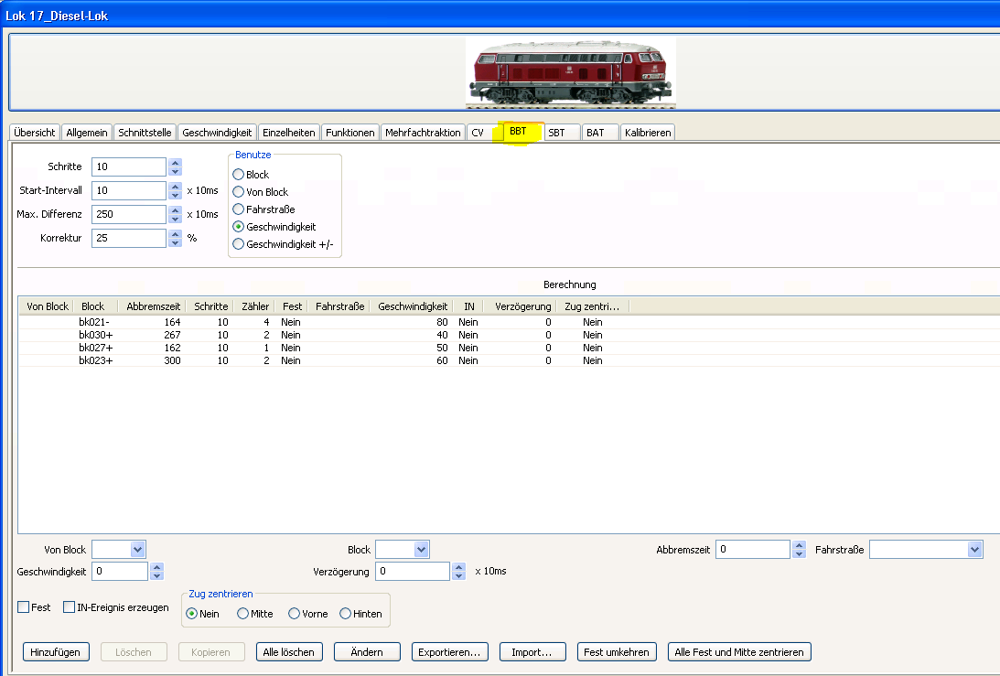 Lok 17_Diesel-Lok
Übersicht Allgemein Schnittstelle Geschwindigkeit Einzelheiten Funktionen Mehrfachtraktion CV BBT SBT BAT Kalibrieren
Schritte 10
Start-Intervall 10 x 10ms
Max. Differenz 250 x 10ms
Korrektur 25 %
Benutze
Block
Von Block
Fahrstraße
Geschwindigkeit
Geschwindigkeit +/-
Berechnung
Von Block Block Abbremszeit Schritte Zähler Fest Fahrstraße Geschwindigkeit IN Verzögerung Zug zentri...
bk021- 164 10 4 Nein 80 Nein 0 Nein
bk030+ 267 10 2 Nein 40 Nein 0 Nein
bk027+ 162 10 1 Nein 50 Nein 0 Nein
bk023+ 300 10 2 Nein 60 Nein 0 Nein
Von Block Block Abbremszeit 0 Fahrstraße
Geschwindigkeit 0 Verzögerung 0 x 10ms
Fest IN-Ereignis erzeugen
Zug zentrieren
Nein Mitte Vorne Hinten
Hinzufügen Löschen Kopieren Alle löschen Ändern Exportieren... Import... Fest umkehren Alle Fest und Mitte zentrieren